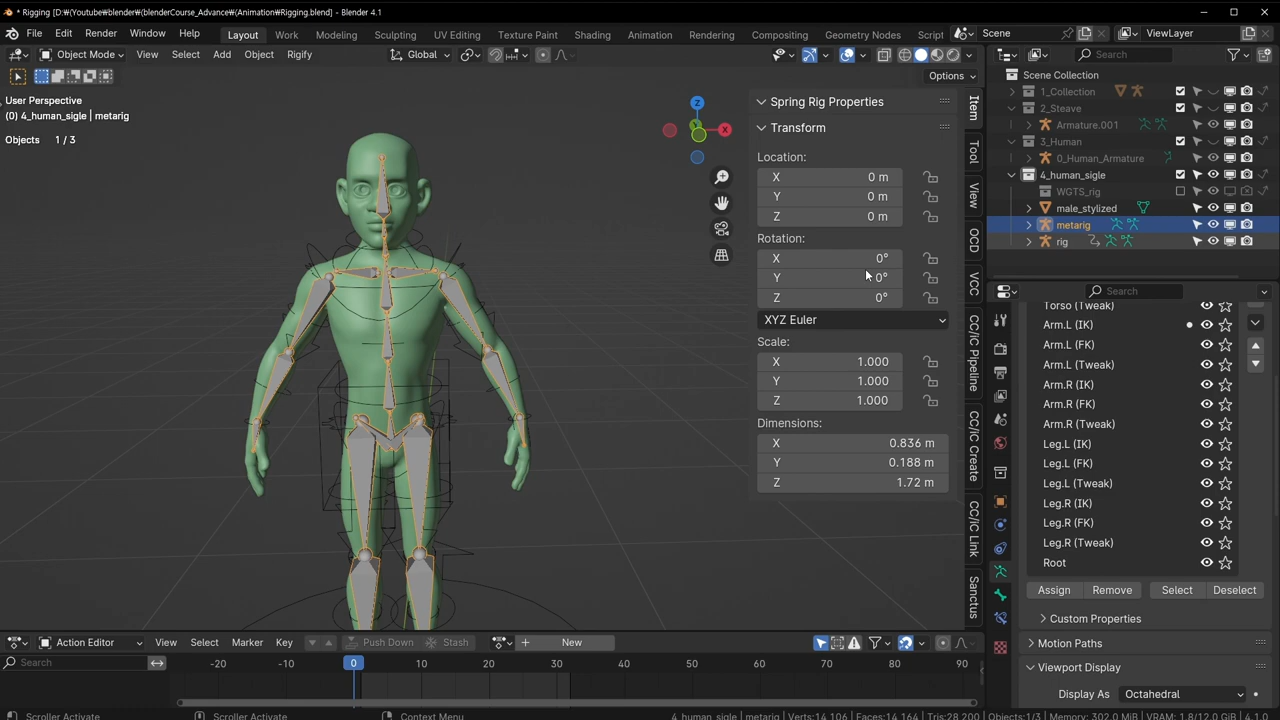 * Rigging [D:₩(Youtube₩blender₩(blenderCourse_Advance₩(Animation₩Rigging.blend] - Blender 4.1
File Edit Render Window Help Layout Work Modeling Sculpting UV Editing Texture Paint Shading Animation Rendering Compositing Geometry Nodes Script Scene ViewLayer
Object Mode View Select Add Object Rigify Global Search
Options
User Perspective
(0) 4_human_sigle | metarig
Objects 1 / 3
Z
Y
X
Spring Rig Properties
Transform
Location:
X 0 m
Y 0 m
Z 0 m
Rotation:
X 0°
Y 0°
Z 0°
XYZ Euler
Scale:
X 1.000
Y 1.000
Z 1.000
Dimensions:
X 0.836 m
Y 0.188 m
Z 1.72 m
Item
Tool
View
OCD
VCC
CC/iC Pipeline
CC/iC Create
CC/iC Link
Sanctus
Scene Collection
1_Collection
2_Steave
Armature.001
3_Human
0_Human_Armature
4_human_sigle
WGTS_rig
male_stylized
metarig
rig
Search
Torso (Tweak)
Arm.L (IK)
Arm.L (FK)
Arm.L (Tweak)
Arm.R (IK)
Arm.R (FK)
Arm.R (Tweak)
Leg.L (IK)
Leg.L (FK)
Leg.L (Tweak)
Leg.R (IK)
Leg.R (FK)
Leg.R (Tweak)
Root
Assign Remove Select Deselect
Custom Properties
Motion Paths
Viewport Display
Display As Octahedral
Action Editor View Select Marker Key Push Down Stash New
Search
-20 -10 0 10 20 30 40 50 60 70 80 90
Scroller Activate Scroller Activate Context Menu 4_human_sigle | metarig | Verts:14,106 | Faces:14,164 | Tris:28,200 | Objects:1/3 | Memory: 302.0 MiB | VRAM: 1.8/12.0 GiB | 4.1.0